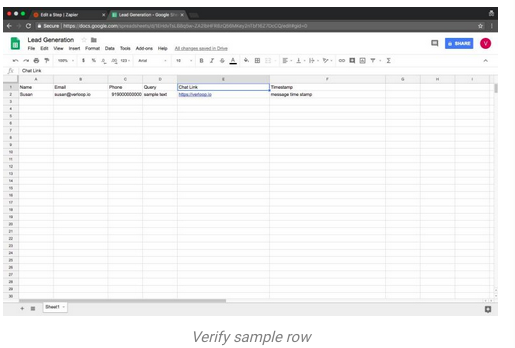 Edit a Step | Zapier
Lead Generation - Google Sh
Secure | https://docs.google.com
Lead Generation
File Edit View Insert Format Data Tools Add-ons Help All changes saved in Drive
SHARE
V
100% $ % .0 .00 123 Arial 10 B I S A
fx Chat Link
A B C D E F G H I
1 Name Email Phone Query Chat Link Timestamp
2 Susan susan@verloop.io 919000000000 sample text https://verloop.io message time stamp
3
4
5
6
7
8
9
10
11
12
13
14
15
16
17
18
19
20
21
22
23
24
25
26
27
28
29
30
Sheet1
Verify sample row